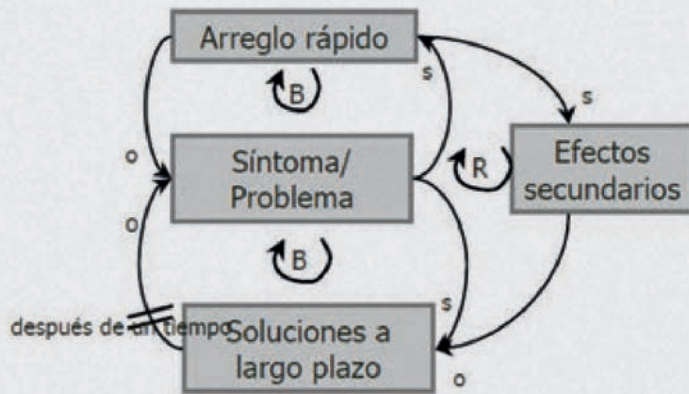 Arreglo rápido
s
s
B
o
Síntoma/
Problema
R
Efectos
secundarios
o
B
s
después de un tiempo
Soluciones a
largo plazo
o